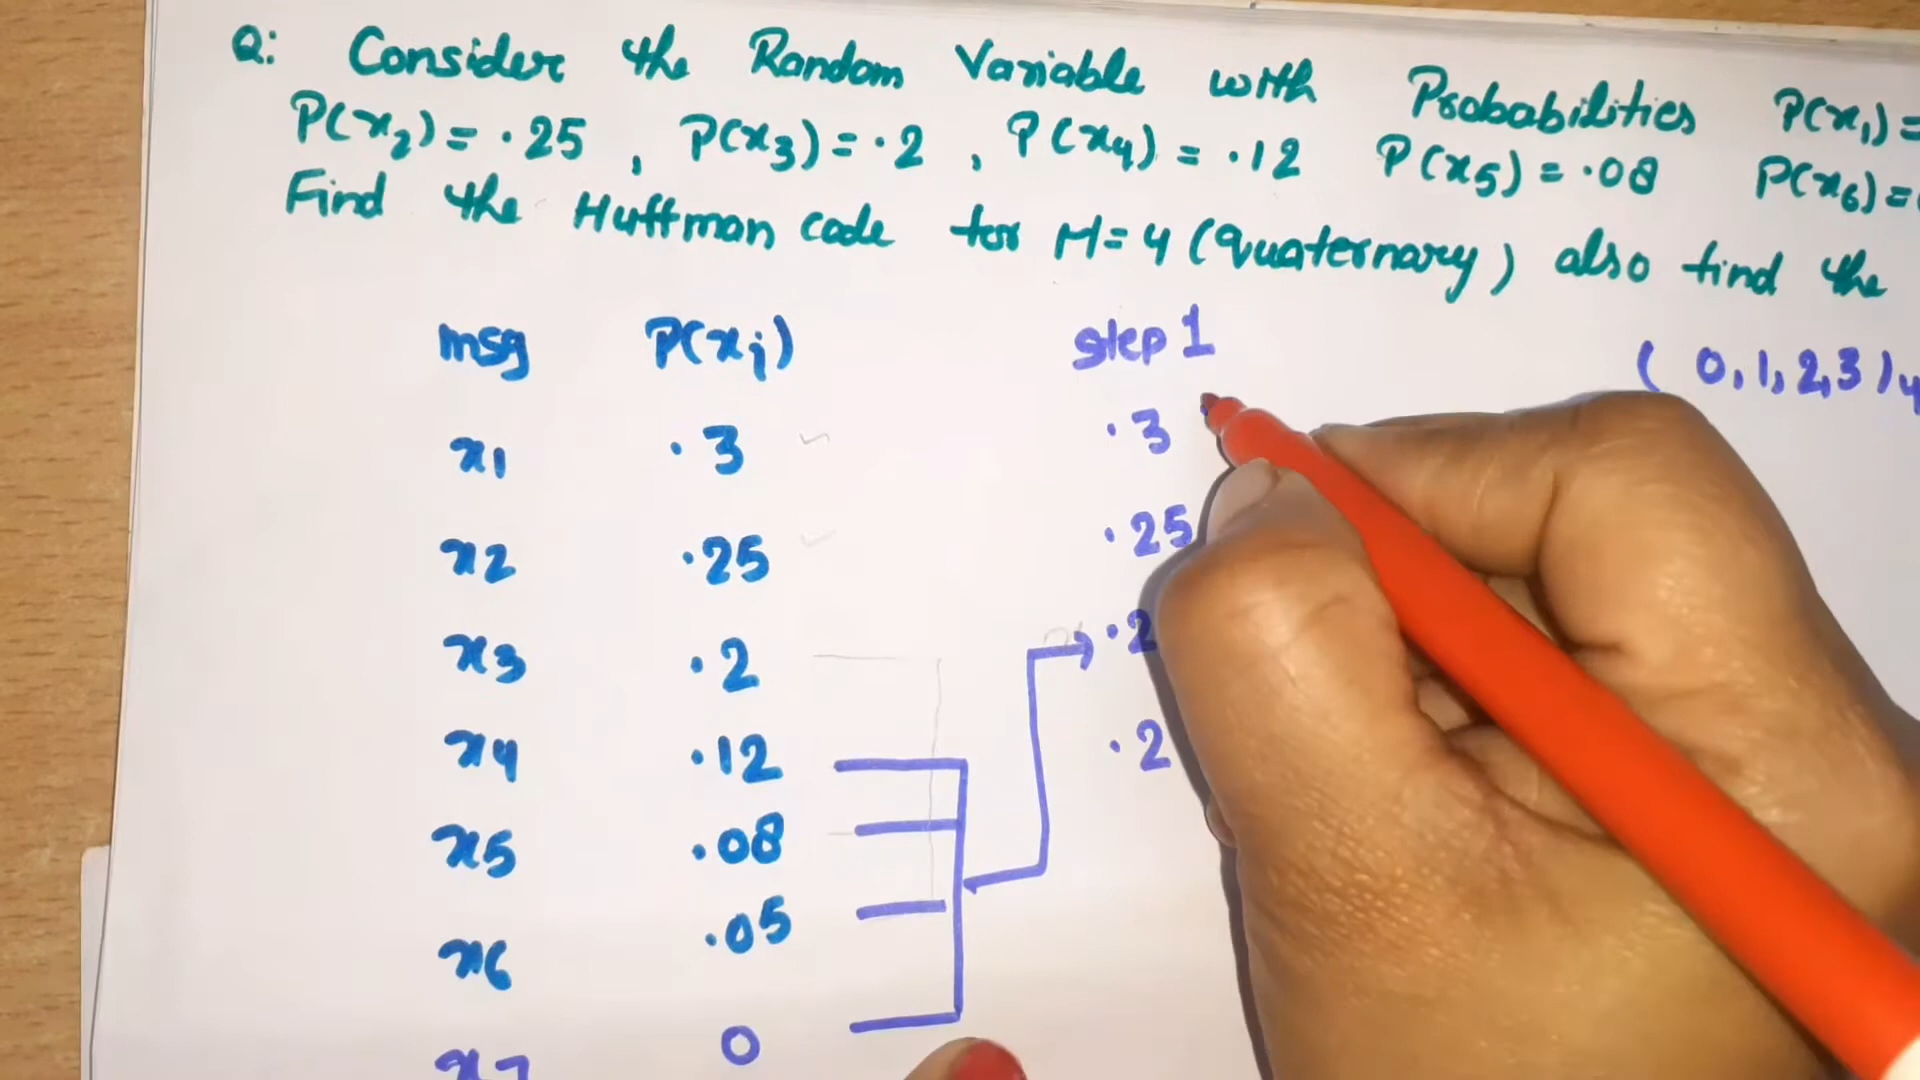 Q: Consider the Random Variable with Probabilities P(x1)=
P(x2)= .25 , P(x3)= .2 , P(x4) = .12 P(x5) = .08 P(x6)=
Find the Huffman code for M=4 (Quaternary) also find the
msg P(xi) step 1
( 0,1,2,3 )4
x1 .3 .3
x2 .25 .25
x3 .2 .2
x4 .12 .2
x5 .08
x6 .05
x7 0